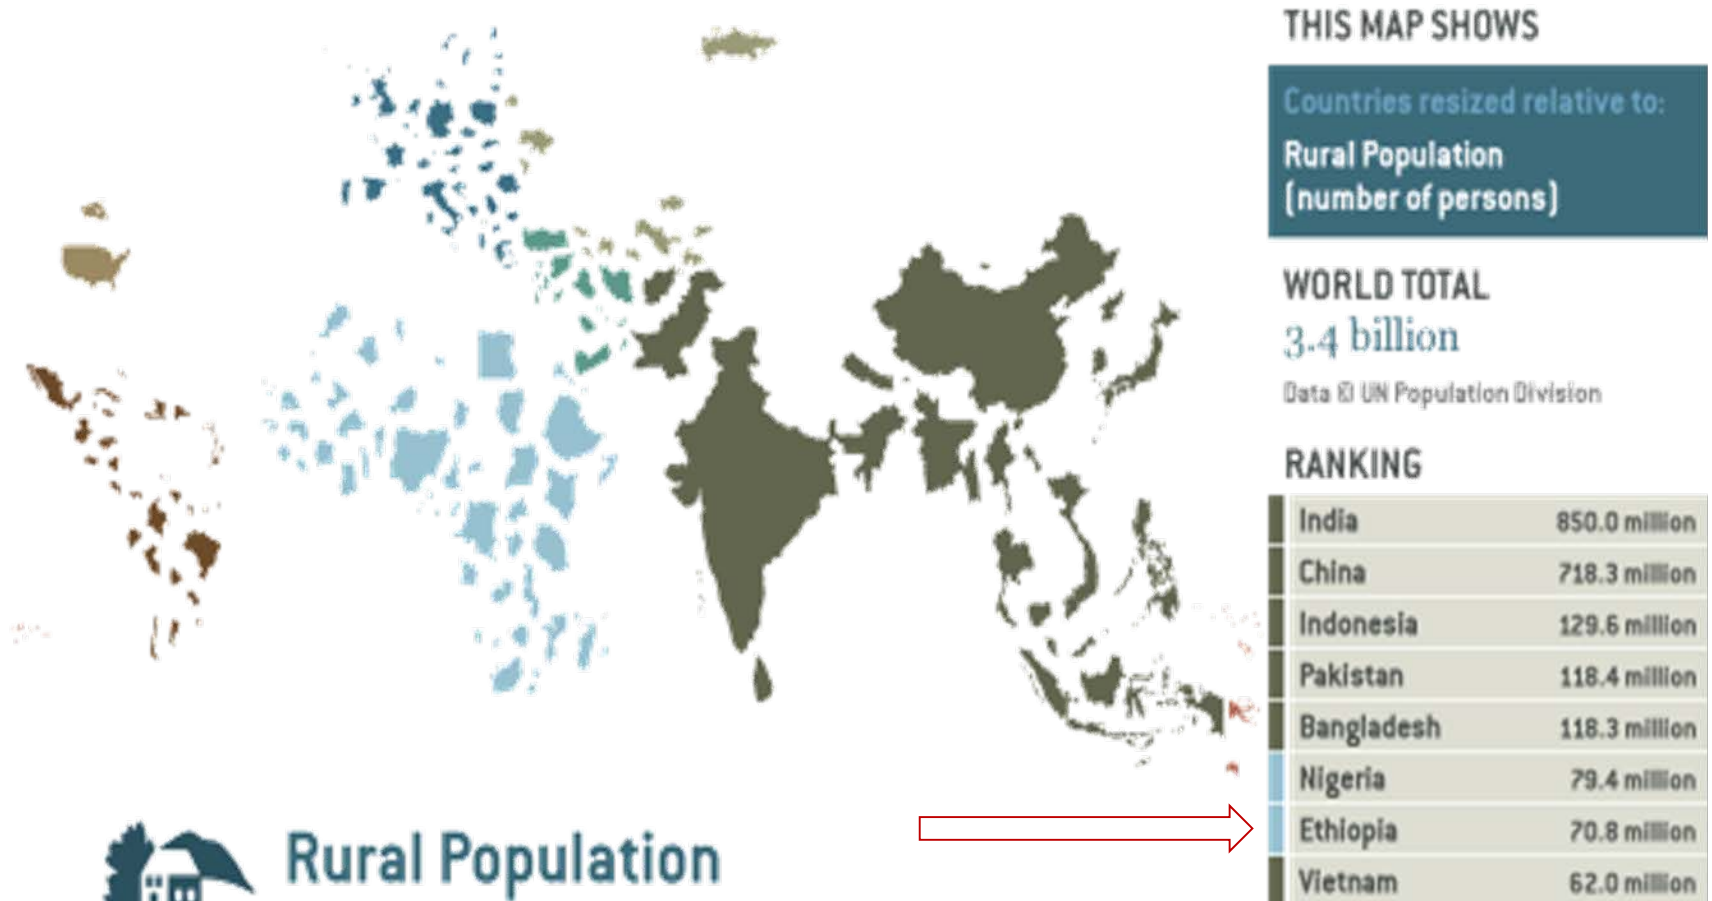 THIS MAP SHOWS
Countries resized relative to:
Rural Population
(number of persons)
WORLD TOTAL
3.4 billion
Data © UN Population Division
RANKING
India 850.0 million
China 718.3 million
Indonesia 129.6 million
Pakistan 118.4 million
Bangladesh 118.3 million
Nigeria 79.4 million
Ethiopia 70.8 million
Vietnam 62.0 million
Rural Population